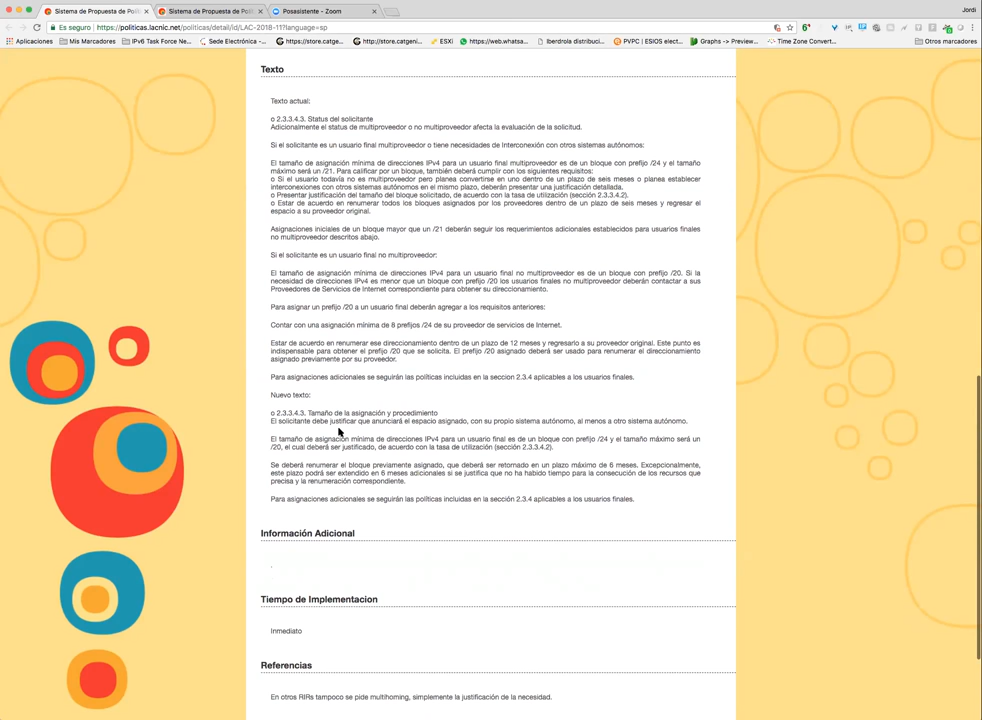 Sistema de Propuesta de Pol
Sistema de Propuesta de Pol
Posasistente - Zoom
Jordi
Es seguro
https://politicas.lacnic.net/politicas/detail/id/LAC-2018-11?language=sp
Aplicaciones
Mis Marcadores
IPv6 Task Force Ne...
Sede Electrónica -...
https://store.catge...
http://store.catgeni...
ESXi
https://web.whatsa...
Iberdrola distribuci...
PVPC | ESIOS elect...
Graphs -> Preview...
Time Zone Convert...
Otros marcadores
Texto
Texto actual:
o 2.3.3.4.3. Status del solicitante
Adicionalmente el status de multiproveedor o no multiproveedor afecta la evaluación de la solicitud.
Si el solicitante es un usuario final multiproveedor o tiene necesidades de Interconexión con otros sistemas autónomos:
El tamaño de asignación mínima de direcciones IPv4 para un usuario final multiproveedor es de un bloque con prefijo /24 y el tamaño
máximo será un /21. Para calificar por un bloque, también deberá cumplir con los siguientes requisitos:
o Si el usuario todavía no es multiproveedor pero planea convertirse en uno dentro de un plazo de seis meses o planea establecer
interconexiones con otros sistemas autónomos en el mismo plazo, deberán presentar una justificación detallada.
o Presentar justificación del tamaño del bloque solicitado, de acuerdo con la tasa de utilización (sección 2.3.3.4.2).
o Estar de acuerdo en renumerar todos los bloques asignados por los proveedores dentro de un plazo de seis meses y regresar el
espacio a su proveedor original.
Asignaciones iniciales de un bloque mayor que un /21 deberán seguir los requerimientos adicionales establecidos para usuarios finales
no multiproveedor descritos abajo.
Si el solicitante es un usuario final no multiproveedor:
El tamaño de asignación mínima de direcciones IPv4 para un usuario final no multiproveedor es de un bloque con prefijo /20. Si la
necesidad de direcciones IPv4 es menor que un bloque con prefijo /20 los usuarios finales no multiproveedor deberán contactar a sus
Proveedores de Servicios de Internet correspondiente para obtener su direccionamiento.
Para asignar un prefijo /20 a un usuario final deberán agregar a los requisitos anteriores:
Contar con una asignación mínima de 8 prefijos /24 de su proveedor de servicios de Internet.
Estar de acuerdo en renumerar ese direccionamiento dentro de un plazo de 12 meses y regresarlo a su proveedor original. Este punto es
indispensable para obtener el prefijo /20 que se solicita. El prefijo /20 asignado deberá ser usado para renumerar el direccionamiento
asignado previamente por su proveedor.
Para asignaciones adicionales se seguirán las políticas incluidas en la seccion 2.3.4 aplicables a los usuarios finales.
Nuevo texto:
o 2.3.3.4.3. Tamaño de la asignación y procedimiento
El solicitante debe justificar que anunciará el espacio asignado, con su propio sistema autónomo, al menos a otro sistema autónomo.
El tamaño de asignación mínima de direcciones IPv4 para un usuario final es de un bloque con prefijo /24 y el tamaño máximo será un
/20, el cual deberá ser justificado, de acuerdo con la tasa de utilización (sección 2.3.3.4.2).
Se deberá renumerar el bloque previamente asignado, que deberá ser retornado en un plazo máximo de 6 meses. Excepcionalmente,
este plazo podrá ser extendido en 6 meses adicionales si se justifica que no ha habido tiempo para la consecución de los recursos que
precisa y la renumeración correspondiente.
Para asignaciones adicionales se seguirán las políticas incluidas en la sección 2.3.4 aplicables a los usuarios finales.
Información Adicional
.
Tiempo de Implementacion
Inmediato
Referencias
En otros RIRs tampoco se pide multihoming, simplemente la justificación de la necesidad.